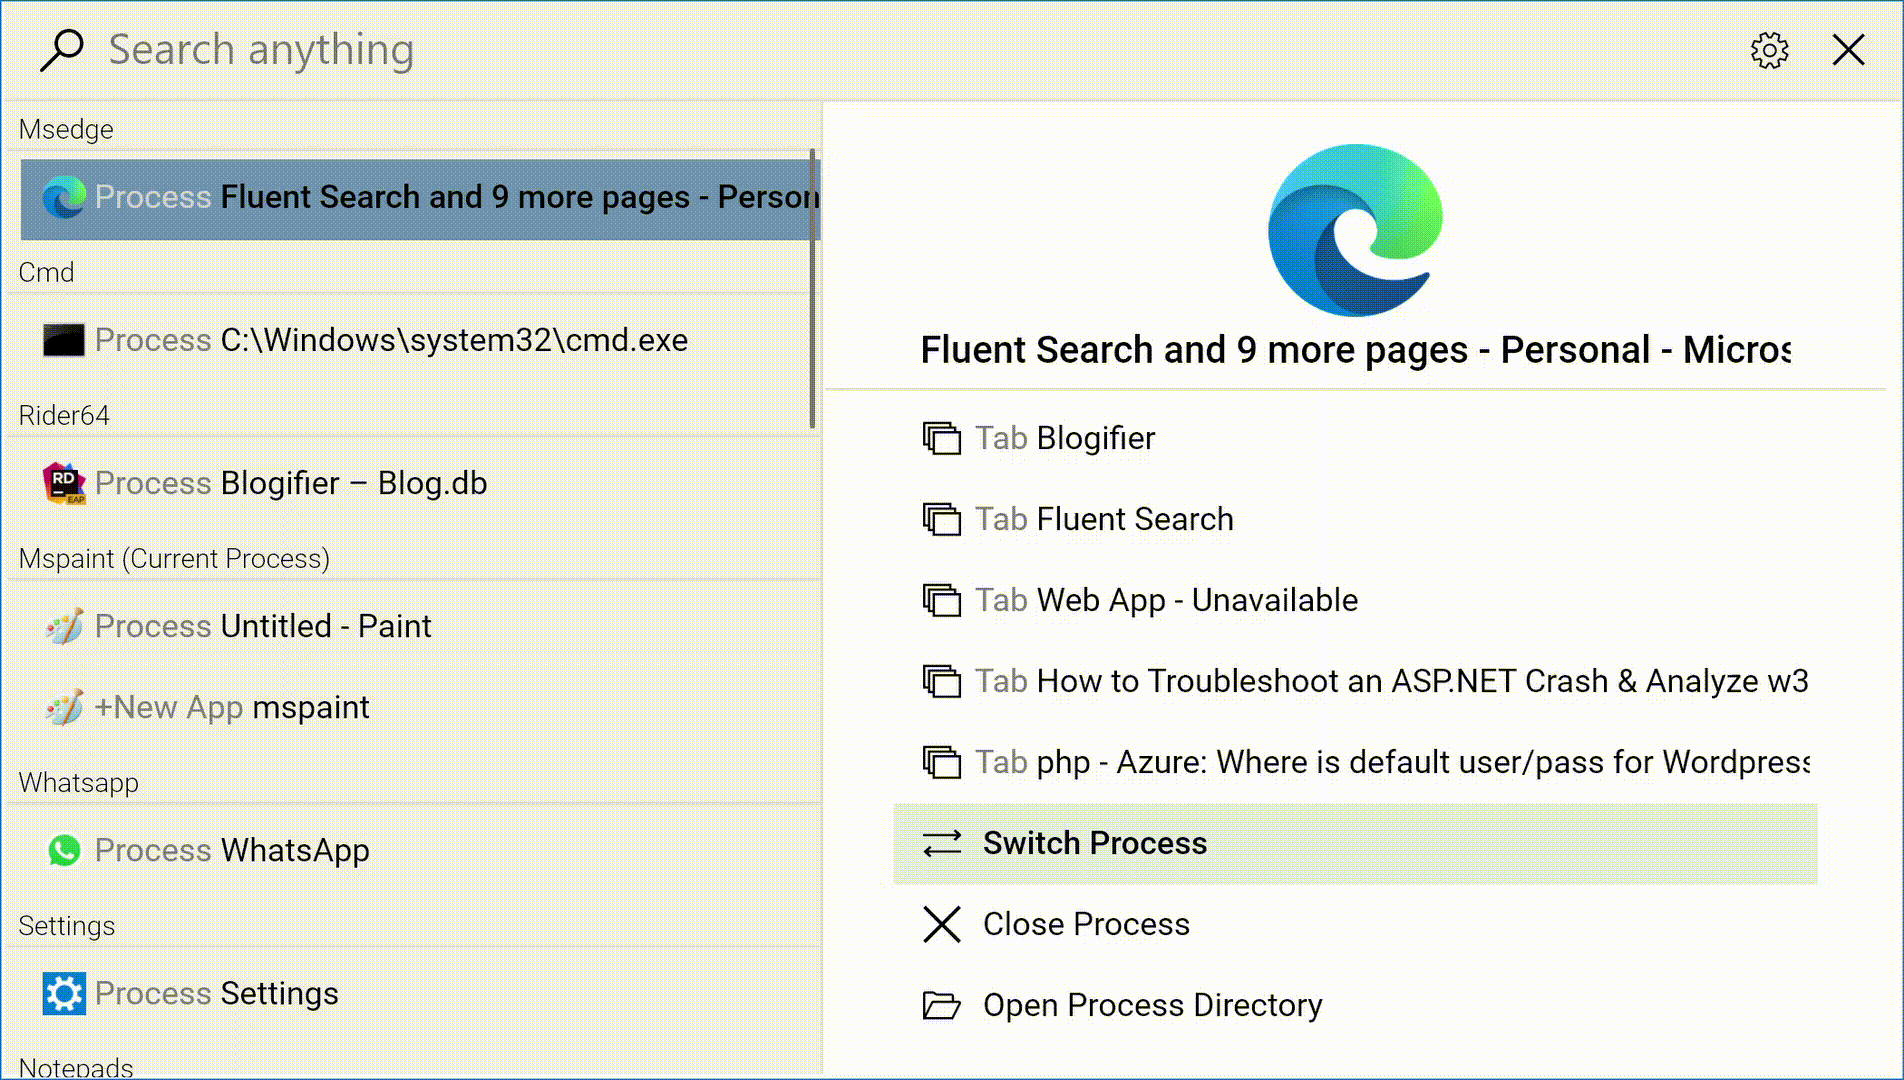 Search anything
Msedge
Process Fluent Search and 9 more pages - Person
Cmd
Process C:\Windows\system32\cmd.exe
Rider64
RD
EAP
Process Blogifier – Blog.db
Mspaint (Current Process)
Process Untitled - Paint
+New App mspaint
Whatsapp
Process WhatsApp
Settings
Process Settings
Notepads
Fluent Search and 9 more pages - Personal - Micros
Tab Blogifier
Tab Fluent Search
Tab Web App - Unavailable
Tab How to Troubleshoot an ASP.NET Crash & Analyze w3
Tab php - Azure: Where is default user/pass for Wordpress
Switch Process
Close Process
Open Process Directory